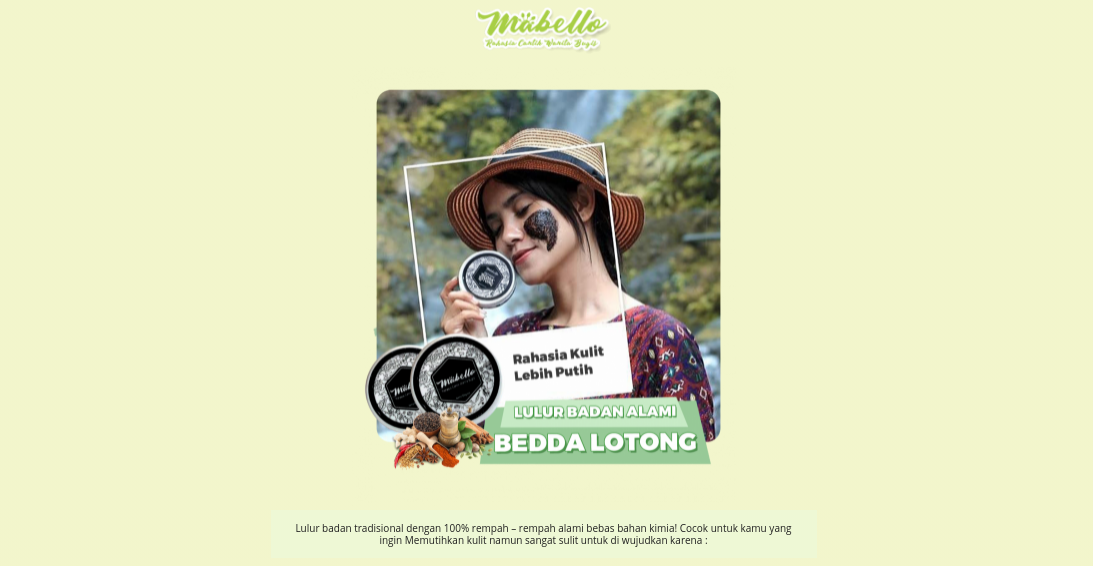 Mabello
Rahasia Cantik Wanita Bugis
Rahasia Kulit
Lebih Putih
Mabello
LULUR BADAN ALAMI
BEDDA LOTONG
Lulur badan tradisional dengan 100% rempah – rempah alami bebas bahan kimia! Cocok untuk kamu yang
ingin Memutihkan kulit namun sangat sulit untuk di wujudkan karena :